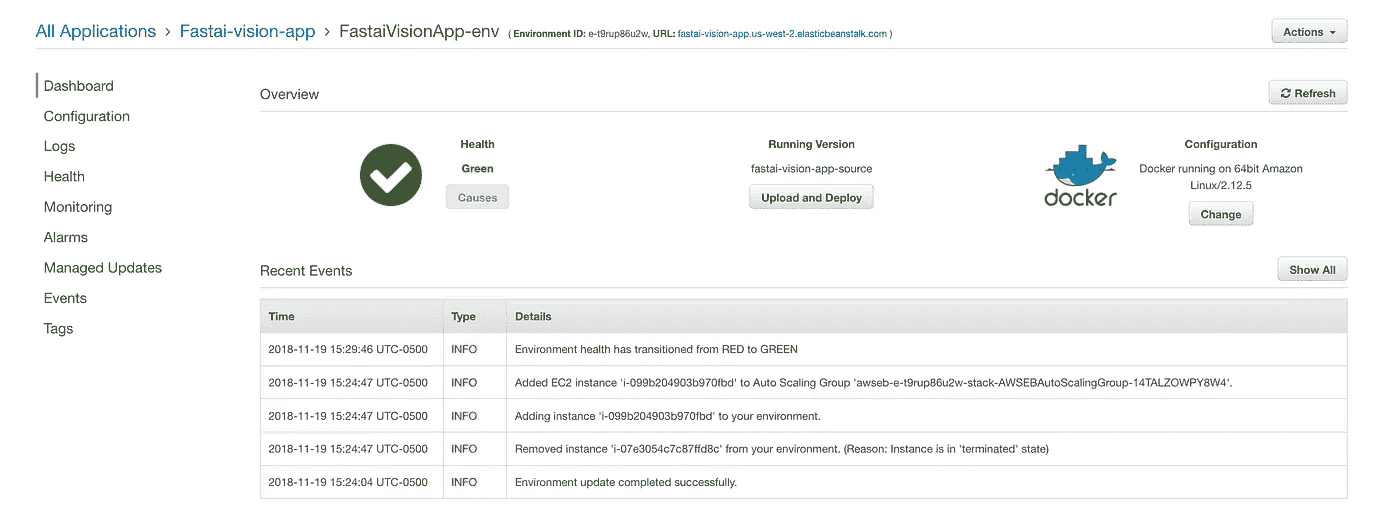 All Applications > Fastai-vision-app > FastaiVisionApp-env ( Environment ID: e-t9rup86u2w, URL: fastai-vision-app.us-west-2.elasticbeanstalk.com )
Actions
Dashboard
Configuration
Logs
Health
Monitoring
Alarms
Managed Updates
Events
Tags
Overview
Refresh
Health
Green
Causes
Running Version
fastai-vision-app-source
Upload and Deploy
docker
Configuration
Docker running on 64bit Amazon
Linux/2.12.5
Change
Recent Events
Show All
Time Type Details
2018-11-19 15:29:46 UTC-0500 INFO Environment health has transitioned from RED to GREEN
2018-11-19 15:24:47 UTC-0500 INFO Added EC2 instance 'i-099b204903b970fbd' to Auto Scaling Group 'awseb-e-t9rup86u2w-stack-AWSEBAutoScalingGroup-14TALZOWPY8W4'.
2018-11-19 15:24:47 UTC-0500 INFO Adding instance 'i-099b204903b970fbd' to your environment.
2018-11-19 15:24:47 UTC-0500 INFO Removed instance 'i-07e3054c7c87ffd8c' from your environment. (Reason: Instance is in 'terminated' state)
2018-11-19 15:24:04 UTC-0500 INFO Environment update completed successfully.